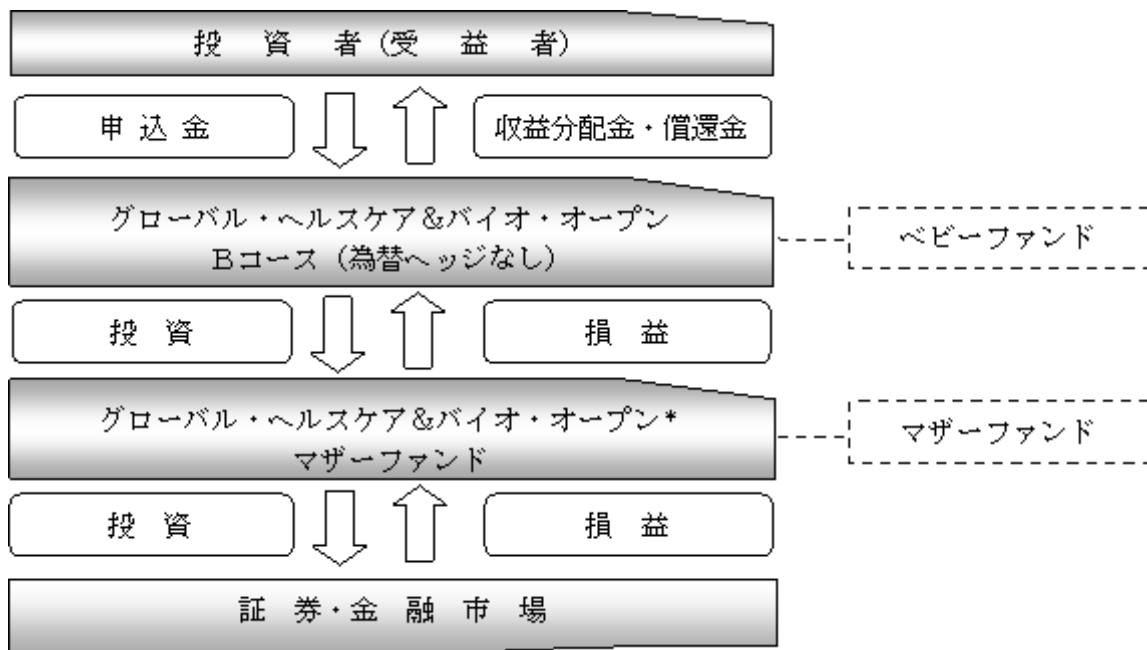 投資者(受益者)
申込金
収益分配金・償還金
グローバル・ヘルスケア&バイオ・オープン
Bコース(為替ヘッジなし)
ベビーファンド
投資
損益
グローバル・ヘルスケア&バイオ・オープン*
マザーファンド
マザーファンド
投資
損益
証券・金融市場